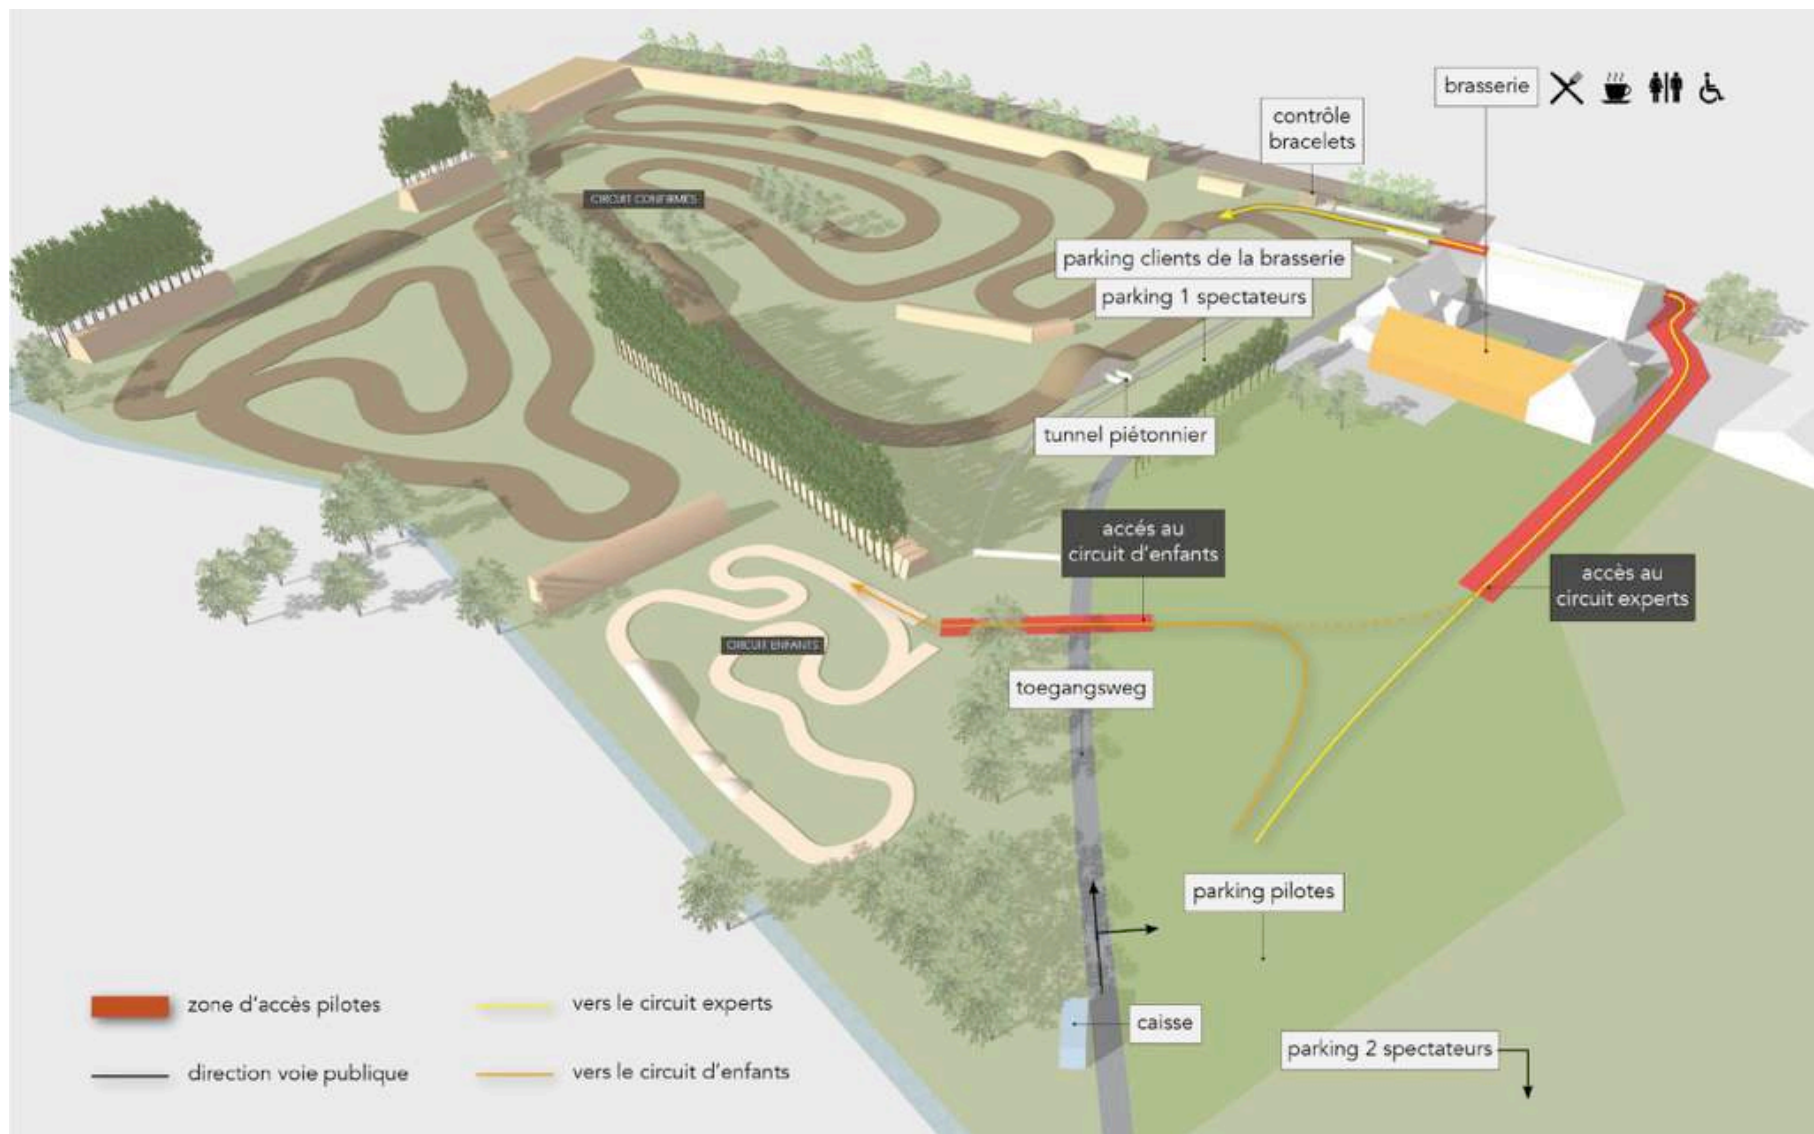 brasserie
contrôle
bracelets
CIRCUIT CONFIRMES
parking clients de la brasserie
parking 1 spectateurs
tunnel piétonnier
accés au
circuit d'enfants
accès au
circuit experts
CIRCUIT ENFANTS
toegangsweg
parking pilotes
caisse
parking 2 spectateurs
zone d'accès pilotes
vers le circuit experts
direction voie publique
vers le circuit d'enfants